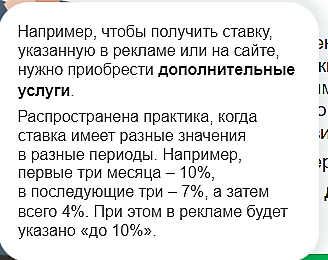 Например, чтобы получить ставку,
указанную в рекламе или на сайте,
нужно приобрести дополнительные
услуги.
Распространена практика, когда
ставка имеет разные значения
в разные периоды. Например,
первые три месяца – 10%,
в последующие три – 7%, а затем
всего 4%. При этом в рекламе будет
указано «до 10%».